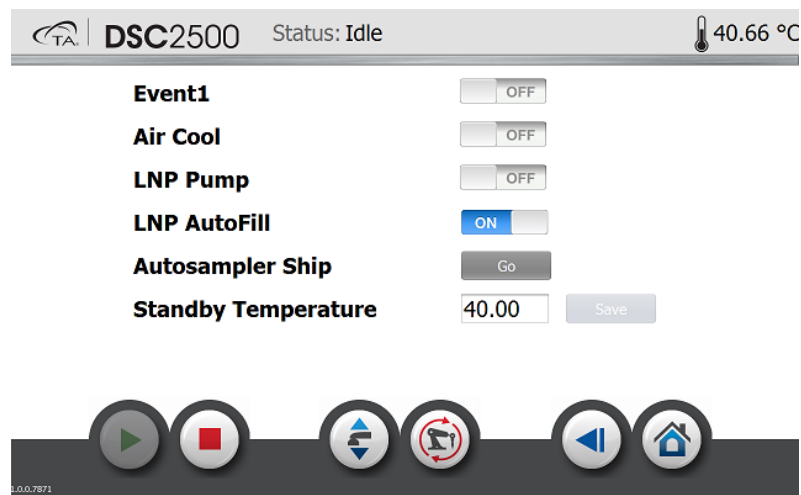 TA DSC2500 Status: Idle 40.66 °C
Event1 OFF
Air Cool OFF
LNP Pump OFF
LNP AutoFill ON
Autosampler Ship Go
Standby Temperature 40.00 Save
1.0.0.7871